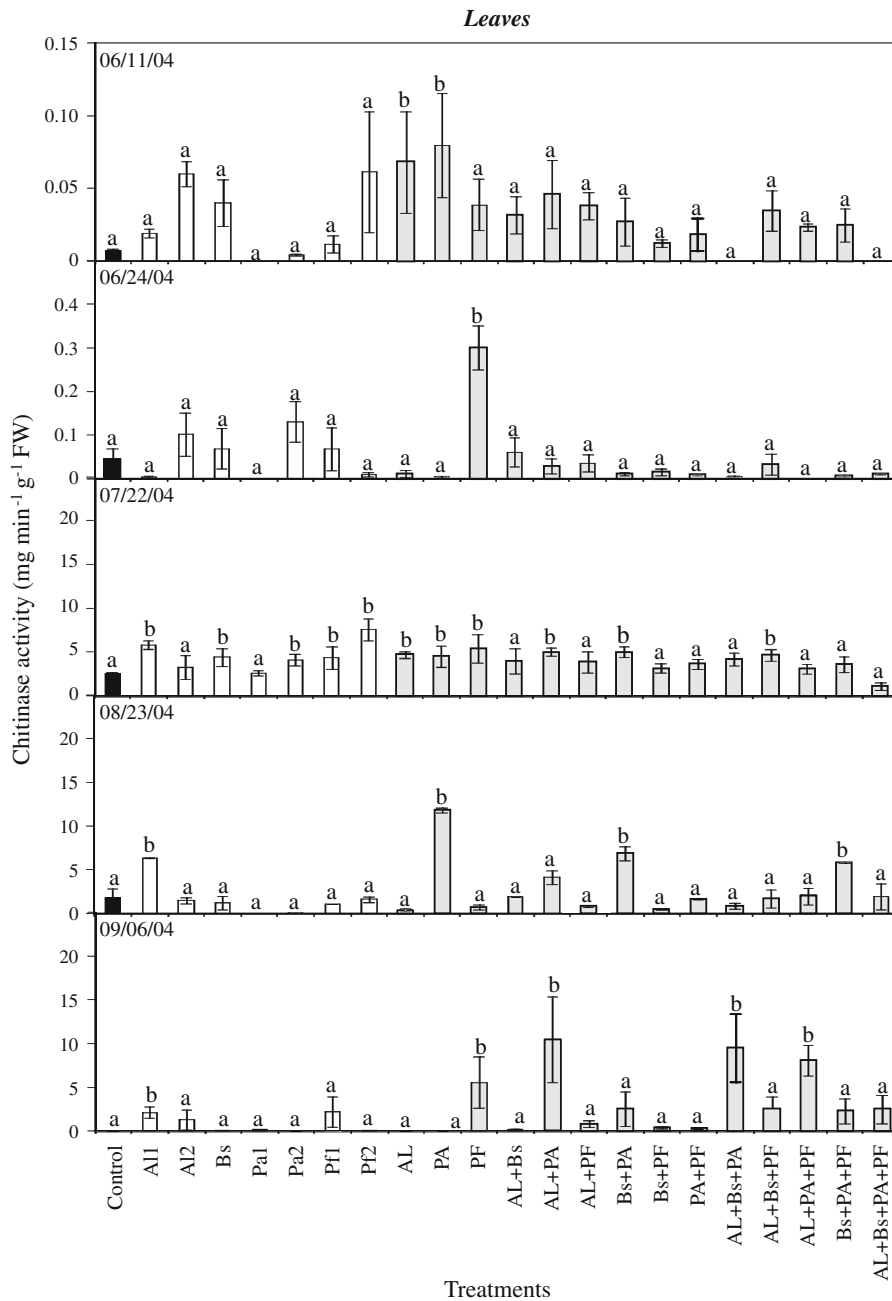 Leaves
0.15
06/11/04
0.10
0.05
0
a a a a a a a a b b a a a a a a a a a a a a
06/24/04
0.4
0.3
0.2
0.1
0
a a a a a a a a a a b a a a a a a a a a a a
07/22/04
20
15
10
5
0
a b a b a b b b b b b a b a b a a a b a a a
08/23/04
20
15
10
5
0
a b a a a a a a a b a a a a b a a a a a b a
09/06/04
20
15
10
5
0
a b a a a a a a a a b a b a a a a b a b a a
Chitinase activity (mg min⁻¹ g⁻¹ FW)
Control
Al1
Al2
Bs
Pa1
Pa2
Pf1
Pf2
AL
PA
PF
AL+Bs
AL+PA
AL+PF
Bs+PA
Bs+PF
PA+PF
AL+Bs+PA
AL+Bs+PF
AL+PA+PF
Bs+PA+PF
AL+Bs+PA+PF
Treatments